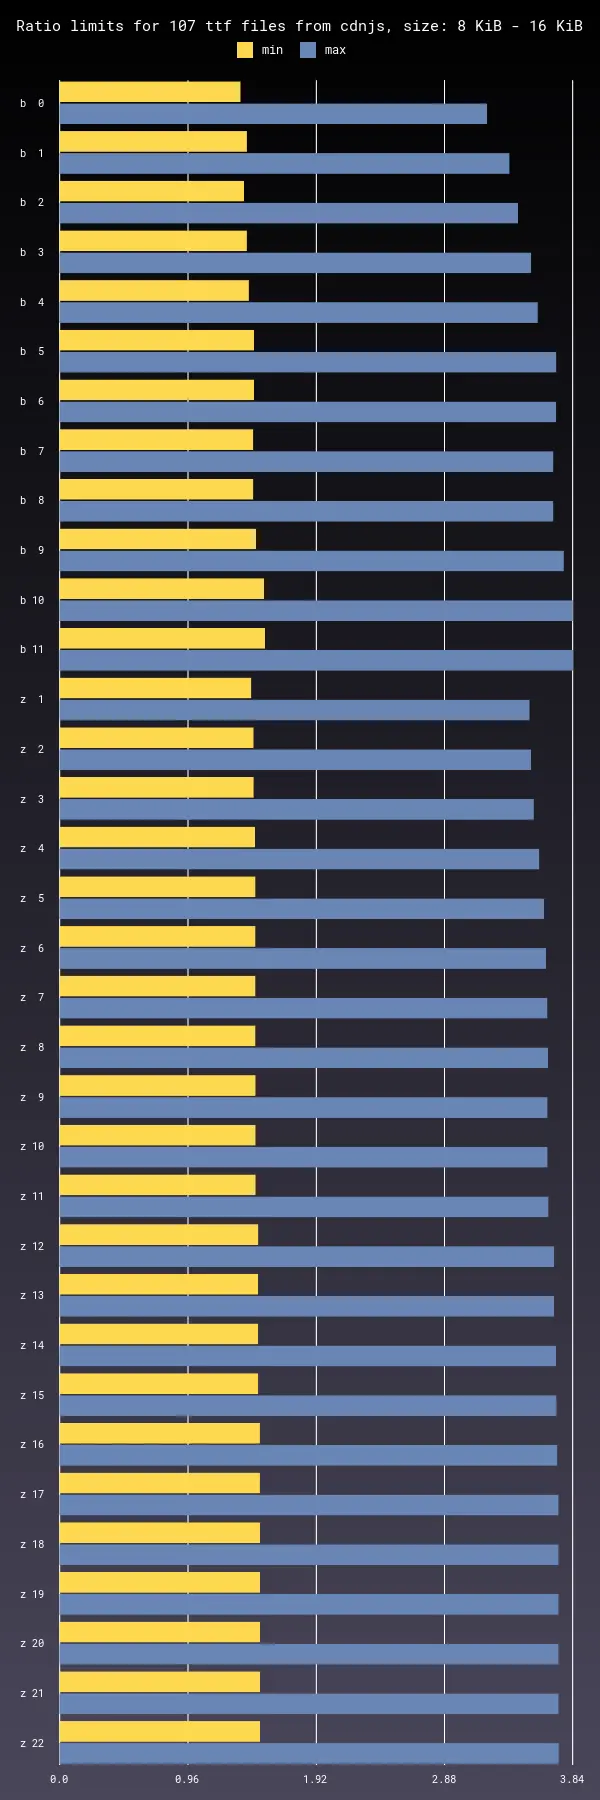 Ratio limits for 107 ttf files from cdnjs, size: 8 KiB - 16 KiB
min max
b 0
b 1
b 2
b 3
b 4
b 5
b 6
b 7
b 8
b 9
b 10
b 11
z 1
z 2
z 3
z 4
z 5
z 6
z 7
z 8
z 9
z 10
z 11
z 12
z 13
z 14
z 15
z 16
z 17
z 18
z 19
z 20
z 21
z 22
0.0 0.96 1.92 2.88 3.84